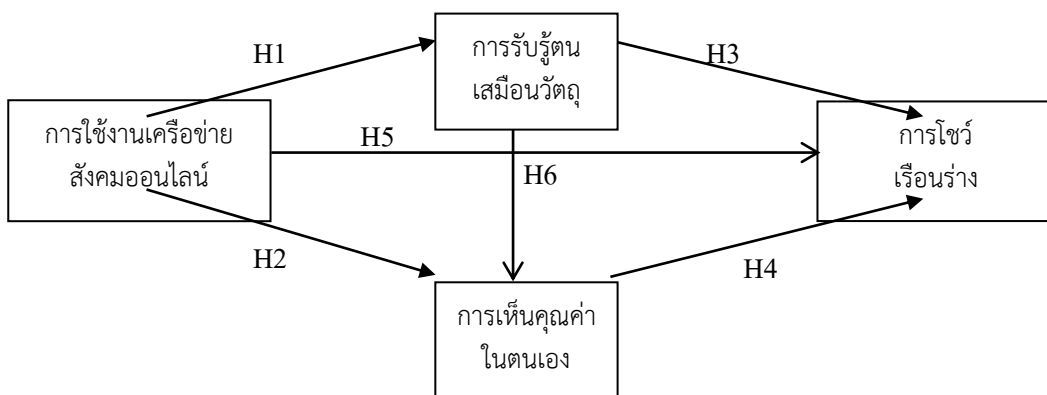 การรับรู้ตน
เสมือนวัตถุ
H1
H3
การใช้งานเครือข่าย
สังคมออนไลน์
H5
H6
การโชว์
เรือนร่าง
H2
H4
การเห็นคุณค่า
ในตนเอง